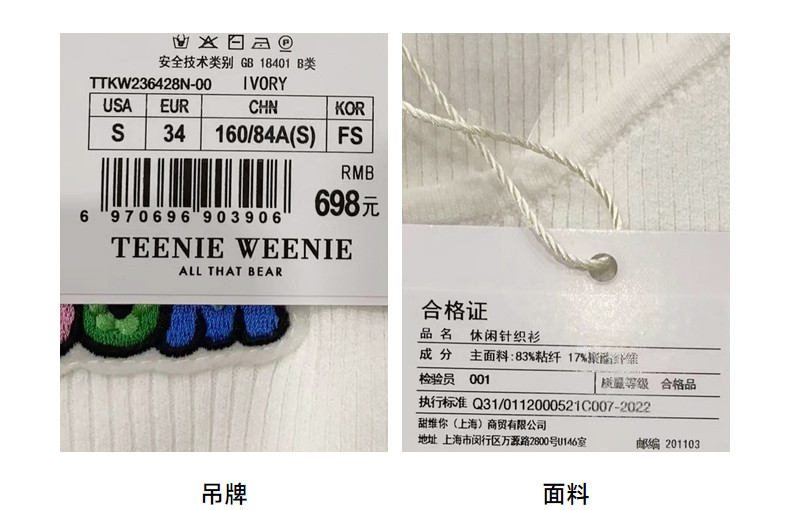 安全技术类别 GB 18401 B类
TTKW236428N-00 IVORY
USA EUR CHN KOR
S 34 160/84A(S) FS
RMB
698元
6 970696 903906
TEENIE WEENIE
ALL THAT BEAR
合格证
品 名 休闲针织衫
成 分 主面料:83%粘纤 17%聚酯纤维
检验员 001 质量等级 合格品
执行标准 Q31/0112000521C007-2022
甜维你（上海）商贸有限公司
地址 上海市闵行区万源路2800号U146室 邮编 201103
吊牌 面料